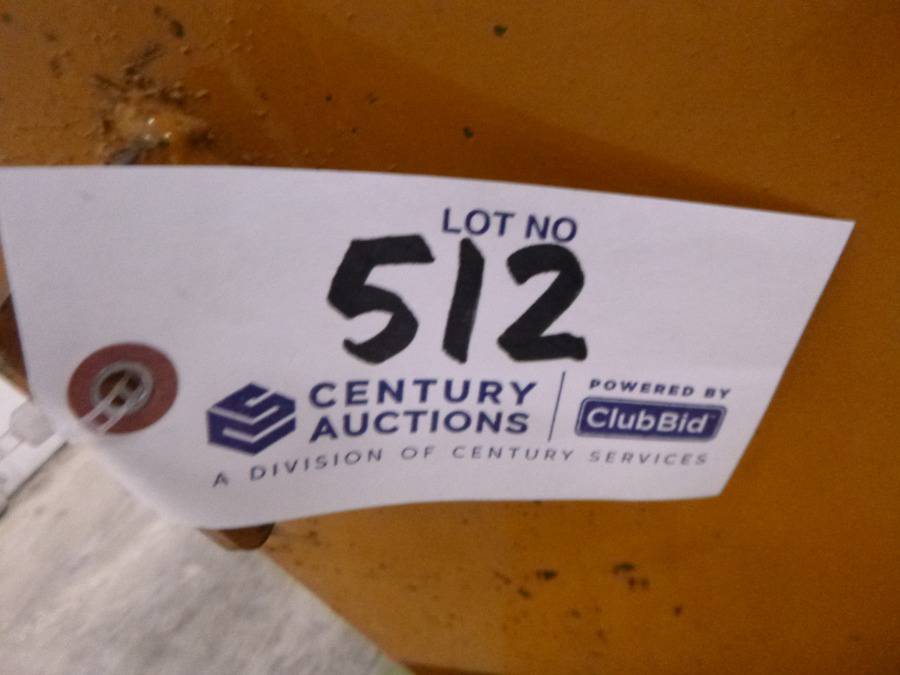 LOT NO
512
CENTURY AUCTIONS
POWERED BY
ClubBid
A DIVISION OF CENTURY SERVICES